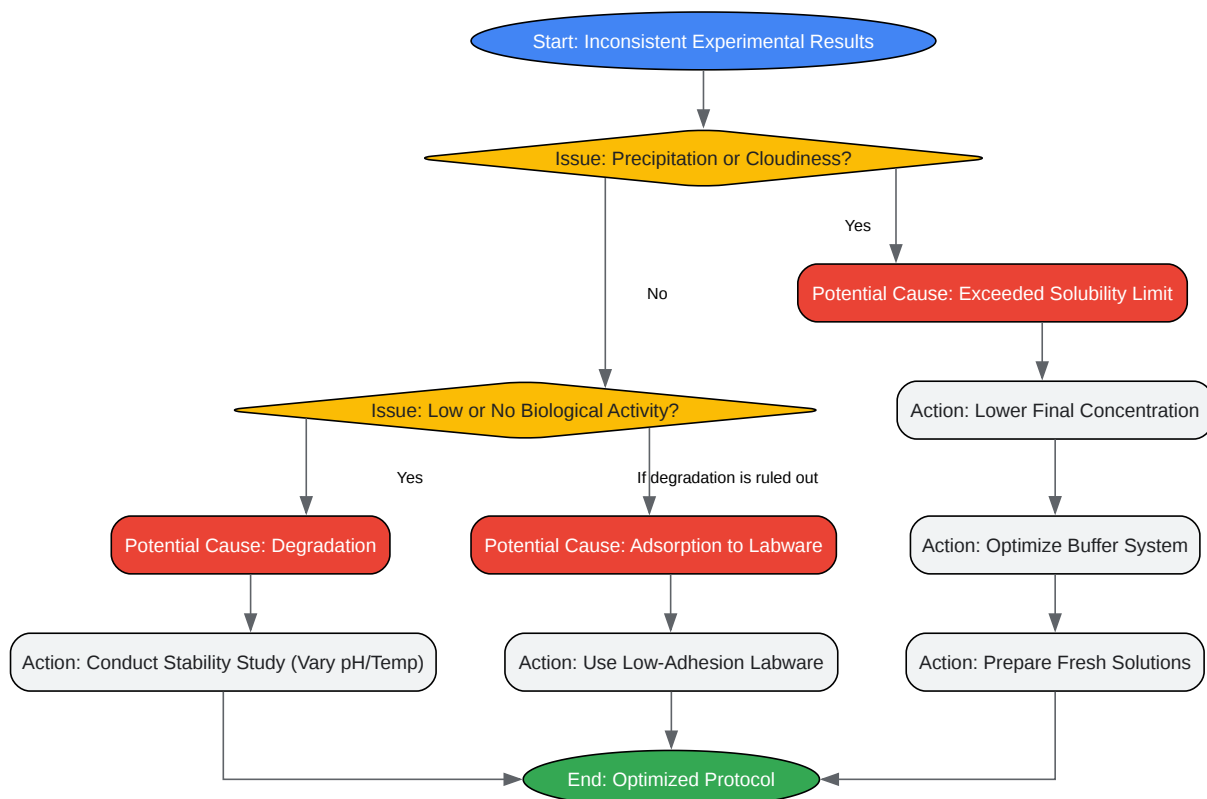 Start: Inconsistent Experimental Results
Issue: Precipitation or Cloudiness?
Yes
No
Potential Cause: Exceeded Solubility Limit
Issue: Low or No Biological Activity?
Action: Lower Final Concentration
Yes
If degradation is ruled out
Potential Cause: Degradation
Potential Cause: Adsorption to Labware
Action: Optimize Buffer System
Action: Conduct Stability Study (Vary pH/Temp)
Action: Use Low-Adhesion Labware
Action: Prepare Fresh Solutions
End: Optimized Protocol